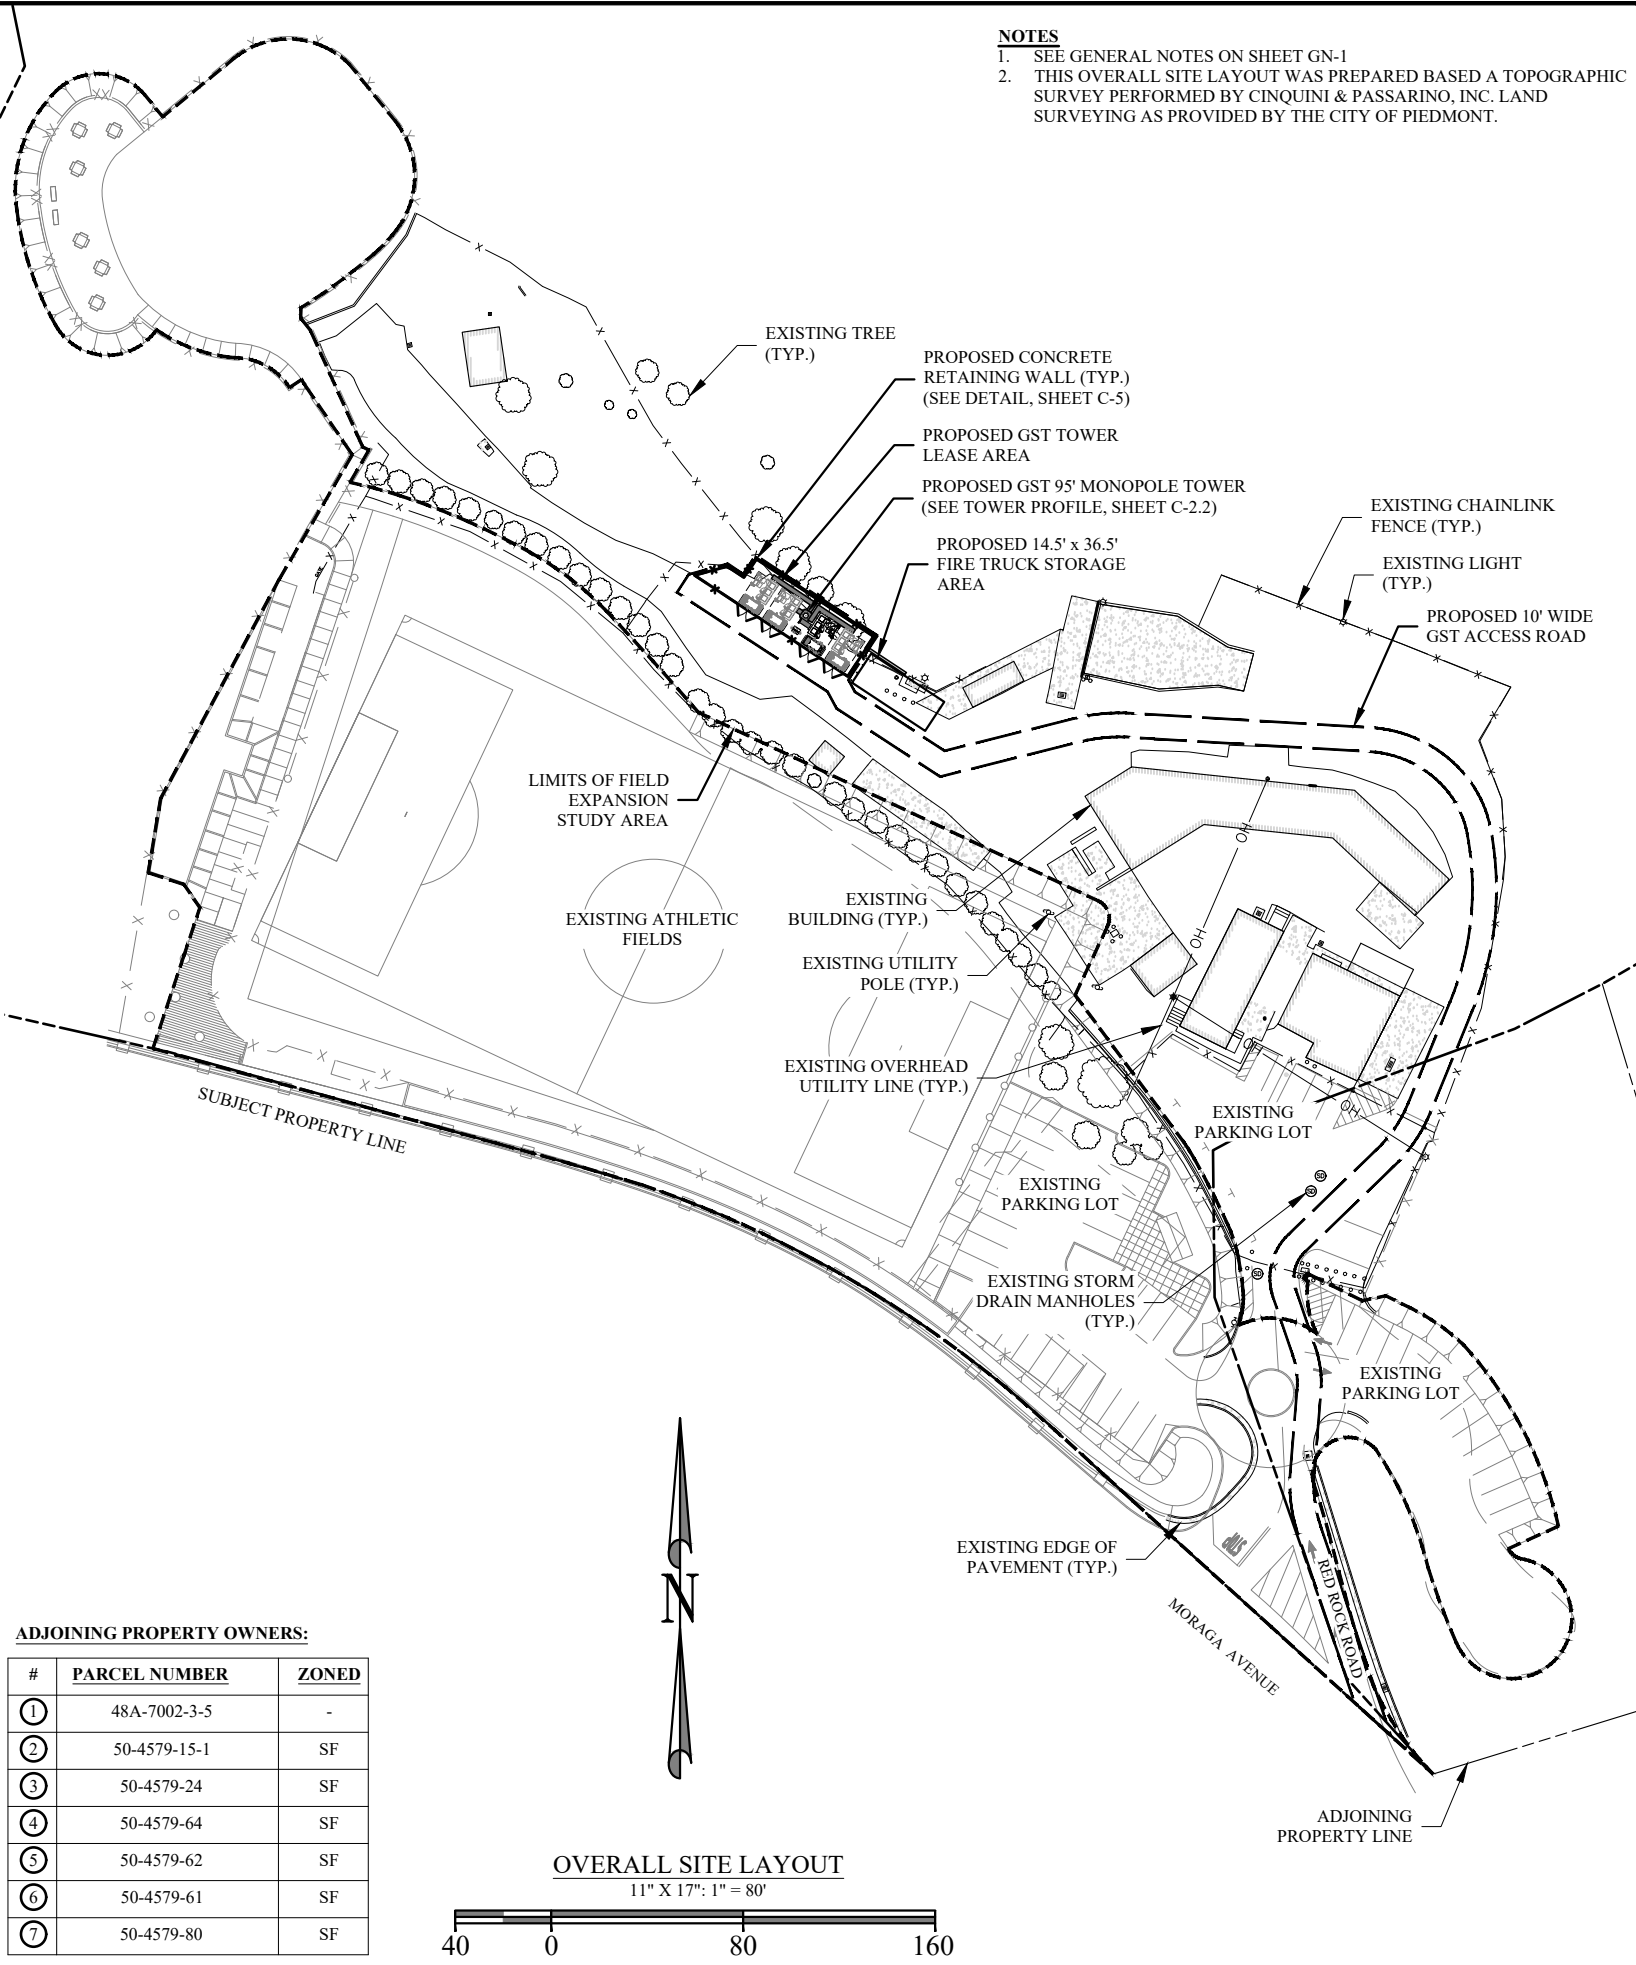 NOTES
1. SEE GENERAL NOTES ON SHEET GN-1
2. THIS OVERALL SITE LAYOUT WAS PREPARED BASED A TOPOGRAPHIC
SURVEY PERFORMED BY CINQUINI & PASSARINO, INC. LAND
SURVEYING AS PROVIDED BY THE CITY OF PIEDMONT.
EXISTING TREE
(TYP.)
PROPOSED CONCRETE
RETAINING WALL (TYP.)
(SEE DETAIL, SHEET C-5)
PROPOSED GST TOWER
LEASE AREA
PROPOSED GST 95' MONOPOLE TOWER
(SEE TOWER PROFILE, SHEET C-2.2)
PROPOSED 14.5' x 36.5'
FIRE TRUCK STORAGE
AREA
EXISTING CHAINLINK
FENCE (TYP.)
EXISTING LIGHT
(TYP.)
PROPOSED 10' WIDE
GST ACCESS ROAD
LIMITS OF FIELD
EXPANSION
STUDY AREA
OH
EXISTING
BUILDING (TYP.)
EXISTING ATHLETIC
FIELDS
OH
EXISTING UTILITY
POLE (TYP.)
EXISTING OVERHEAD
UTILITY LINE (TYP.)
OH
OH
SUBJECT PROPERTY LINE
EXISTING
PARKING LOT
EXISTING
PARKING LOT
SD
SD
SD
EXISTING STORM
DRAIN MANHOLES
(TYP.)
EXISTING
PARKING LOT
N
STOP
EXISTING EDGE OF
PAVEMENT (TYP.)
RED ROCK ROAD
MORAGA AVENUE
ADJOINING
PROPERTY LINE
ADJOINING PROPERTY OWNERS:
# PARCEL NUMBER ZONED
1 48A-7002-3-5 -
2 50-4579-15-1 SF
3 50-4579-24 SF
4 50-4579-64 SF
5 50-4579-62 SF
6 50-4579-61 SF
7 50-4579-80 SF
OVERALL SITE LAYOUT
11" X 17": 1" = 80'
40 0 80 160